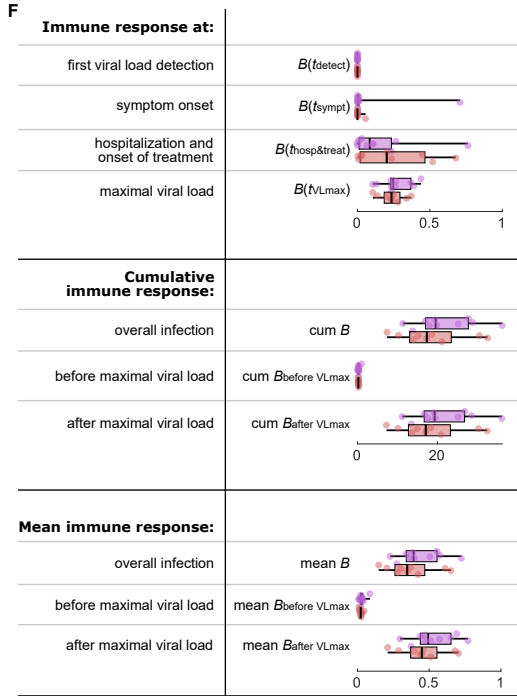 F
Immune response at:
first viral load detection B(tdetect)
symptom onset B(tsympt)
hospitalization and
onset of treatment B(thosp&treat)
maximal viral load B(tVLmax)
0 0.5 1
Cumulative
immune response:
overall infection cum B
before maximal viral load cum Bbefore VLmax
after maximal viral load cum Bafter VLmax
0 20
Mean immune response:
overall infection mean B
before maximal viral load mean Bbefore VLmax
after maximal viral load mean Bafter VLmax
0 0.5 1